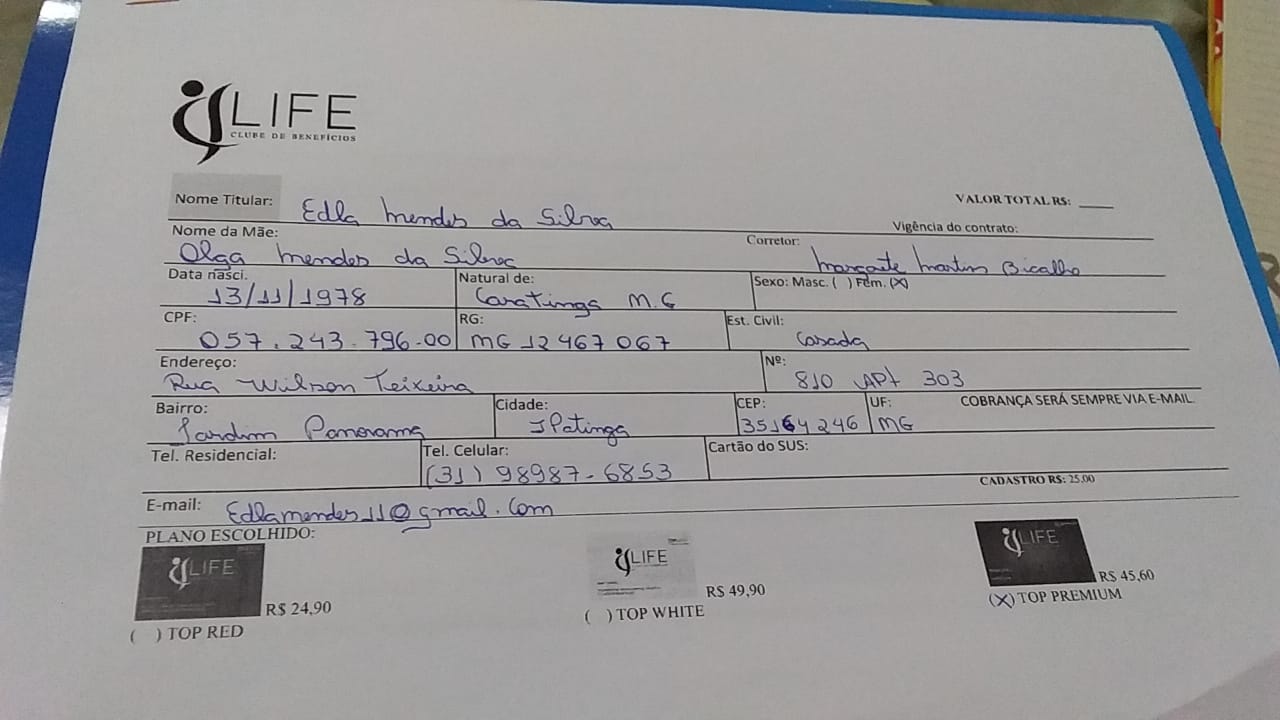 LIFE
CLUBE DE BENEFÍCIOS
Nome Titular: Edla mendes da Silva
VALOR TOTAL R$: ____
Vigência do contrato:
Nome da Mãe: Olga mendes da Silva
Corretor: margarete martins Bicalho
Data nasci. 13/11/1978
Natural de: Caratinga M.G
Sexo: Masc. ( ) Fem. (X)
CPF: 057.243.796-00
RG: MG 12467067
Est. Civil: Casada
Endereço: Rua Wilson Teixeira
Nº: 810 APt 303
Bairro: Jardim Panorama
Cidade: IPatinga
CEP: 35164246
UF: MG
COBRANÇA SERÁ SEMPRE VIA E-MAIL.
Tel. Residencial:
Tel. Celular: (31) 98987-6853
Cartão do SUS:
CADASTRO R$: 25,00
E-mail: Edlamendes11@gmail.com
PLANO ESCOLHIDO:
LIFE
R$ 24,90
( ) TOP RED
LIFE
R$ 49,90
( ) TOP WHITE
LIFE
R$ 45,60
(X) TOP PREMIUM